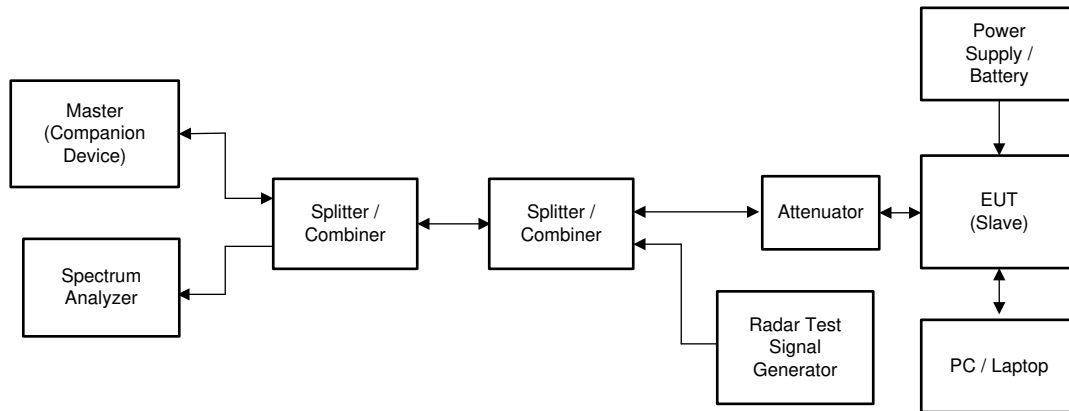 Power
Supply /
Battery
Master
(Companion
Device)
Splitter /
Combiner
Splitter /
Combiner
Attenuator
EUT
(Slave)
Spectrum
Analyzer
Radar Test
Signal
Generator
PC / Laptop